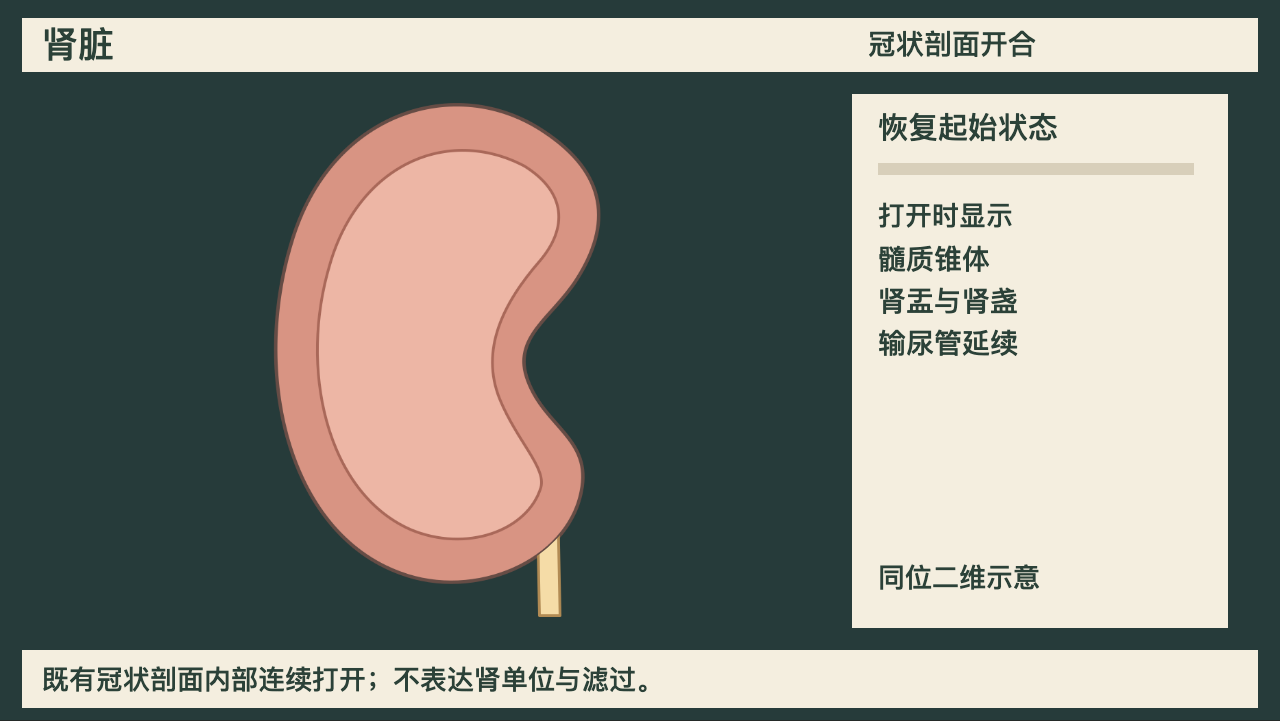 肾脏
冠状剖面开合
恢复起始状态
打开时显示
髓质锥体
肾盂与肾盏
输尿管延续
同位二维示意
既有冠状剖面内部连续打开；不表达肾单位与滤过。